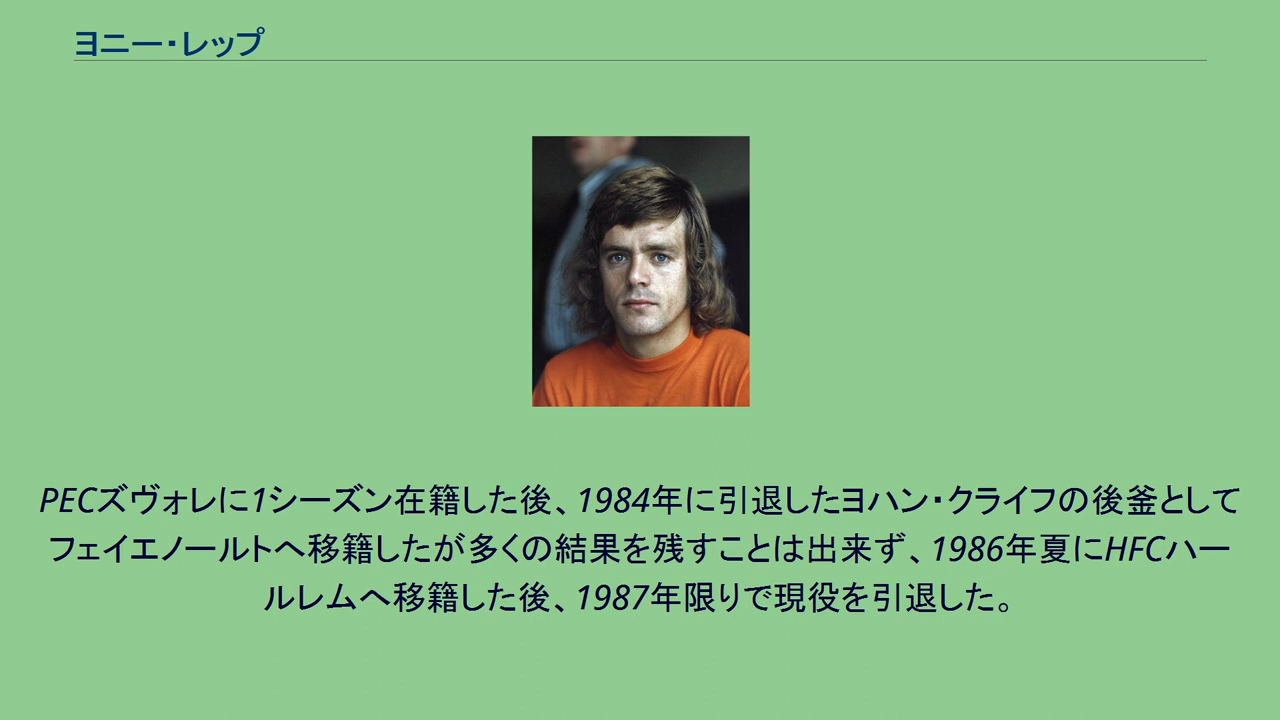 ヨニー・レップ
PECズヴォレに1シーズン在籍した後、1984年に引退したヨハン・クライフの後釜として
フェイエノールトへ移籍したが多くの結果を残すことは出来ず、1986年夏にHFCハー
ルレムへ移籍した後、1987年限りで現役を引退した。